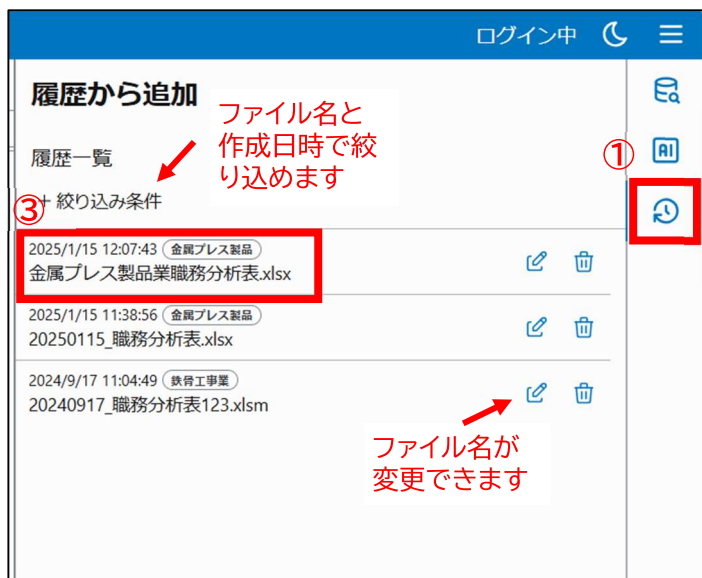 ログイン中
履歴から追加
ファイル名と
作成日時で絞
り込めます
履歴一覧
①
AI
③
+ 絞り込み条件
2025/1/15 12:07:43 金属プレス製品
金属プレス製品業職務分析表.xlsx
2025/1/15 11:38:56 金属プレス製品
20250115_職務分析表.xlsx
2024/9/17 11:04:49 鉄骨工事業
20240917_職務分析表123.xlsm
ファイル名が
変更できます